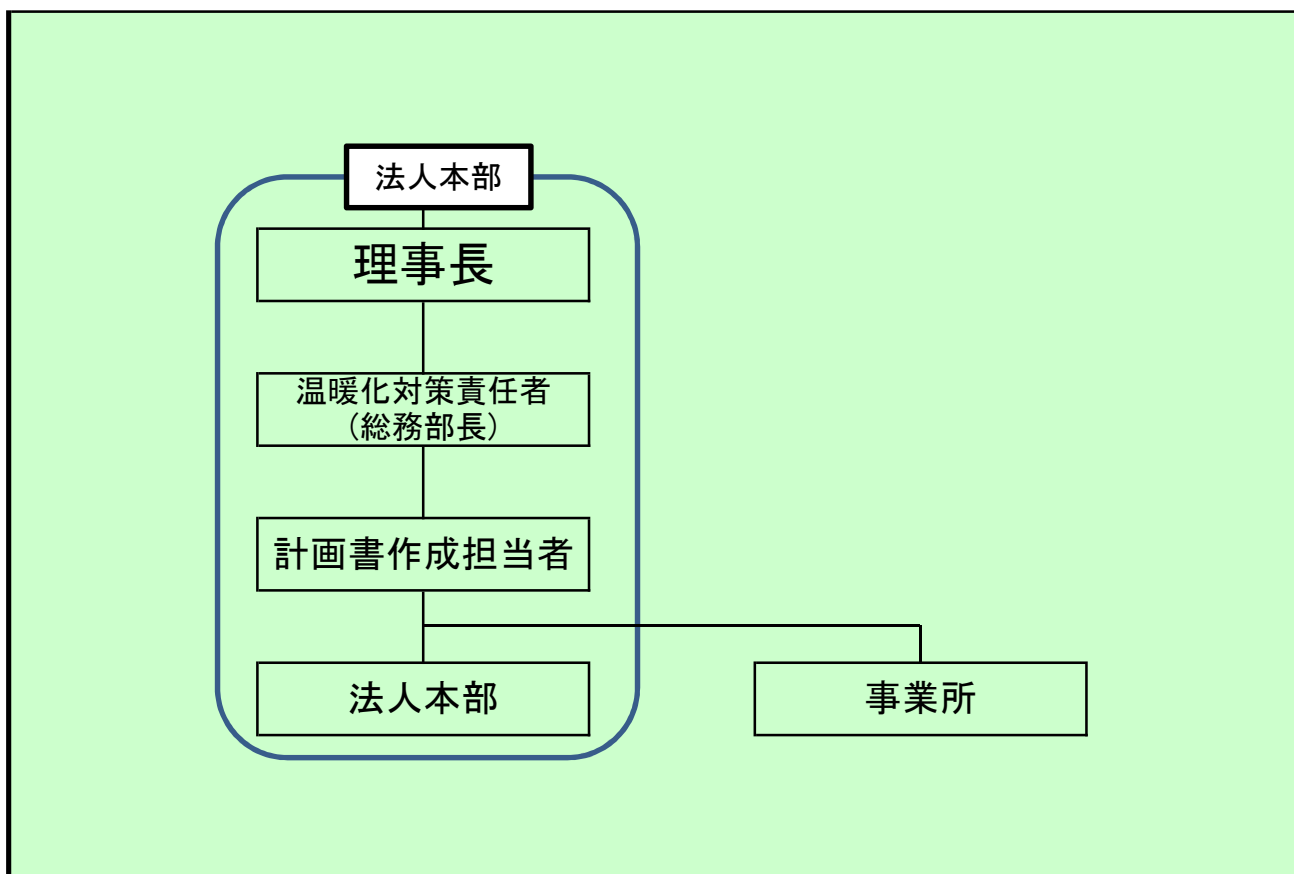 法人本部
理事長
温暖化対策責任者
（総務部長）
計画書作成担当者
法人本部
事業所